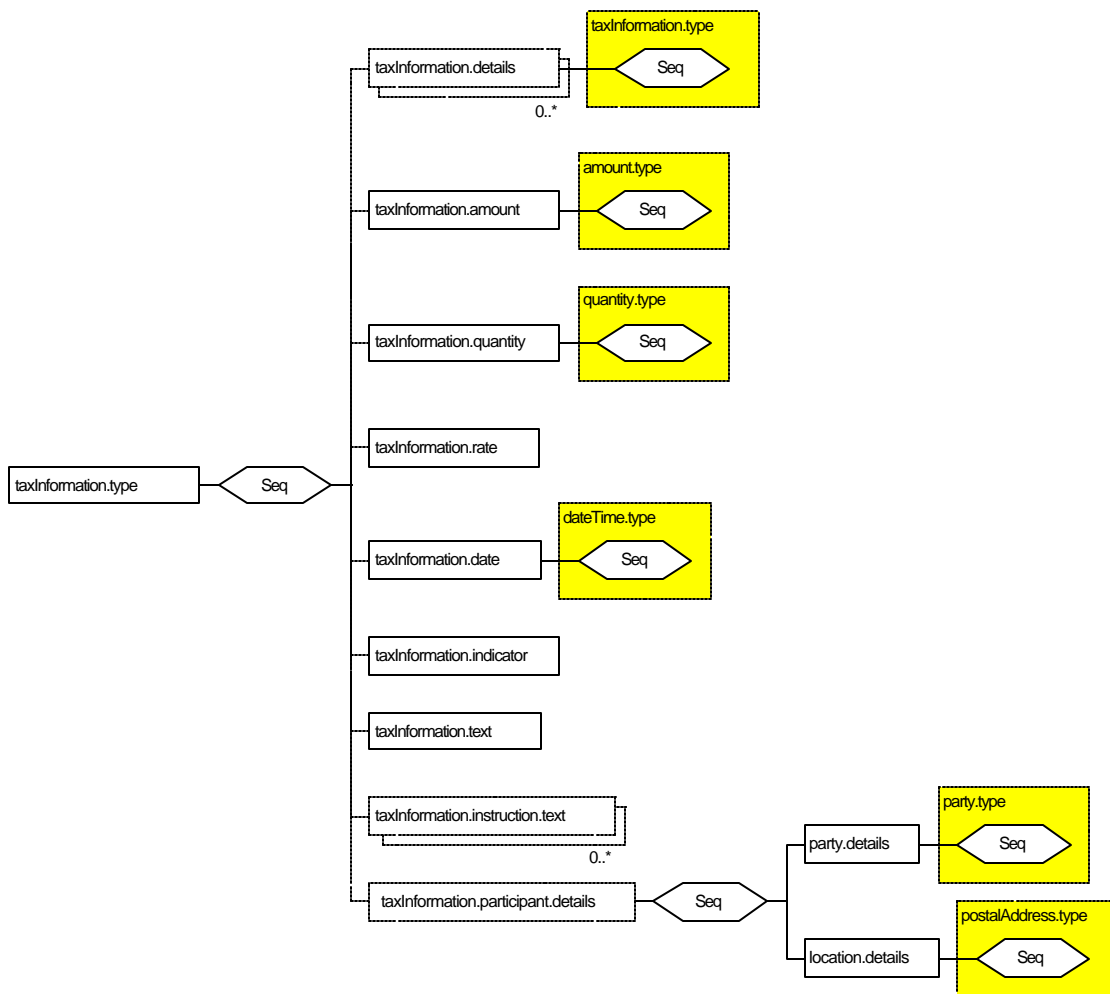 taxInformation.type
taxInformation.details
Seq
0..*
amount.type
taxInformation.amount
Seq
quantity.type
taxInformation.quantity
Seq
taxInformation.rate
taxInformation.type
Seq
dateTime.type
taxInformation.date
Seq
taxInformation.indicator
taxInformation.text
party.type
taxInformation.instruction.text
party.details
Seq
0..*
taxInformation.participant.details
Seq
postalAddress.type
location.details
Seq